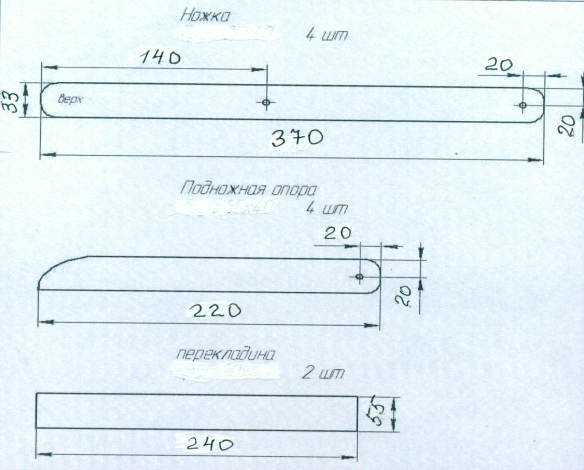 Ножка
4 шт
140
20
верх
33
20
370
Подножная опора
4 шт
20
20
220
перекладина
2 шт
55
240